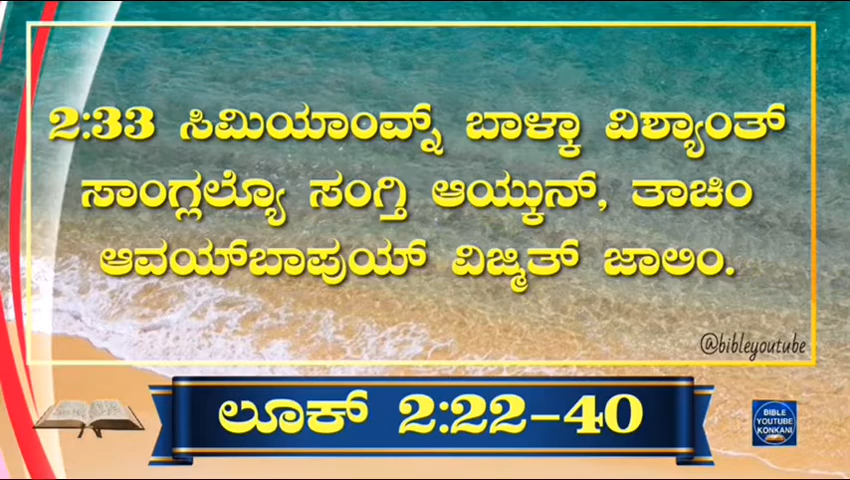 2:33 ಸಿಮಿಯಾಂವ್ನ್ ಬಾಳ್ಕಾ ವಿಶ್ಯಾಂತ್
ಸಾಂಗ್ಲಲ್ಯೊ ಸಂಗ್ತಿ ಆಯ್ಕುನ್, ತಾಚಿಂ
ಆವಯ್‌ಬಾಪುಯ್ ವಿಜ್ಮಿತ್ ಜಾಲಿಂ.
@bibleyoutube
ಲೂಕ್ 2:22-40
BIBLE
YOUTUBE
KONKANI